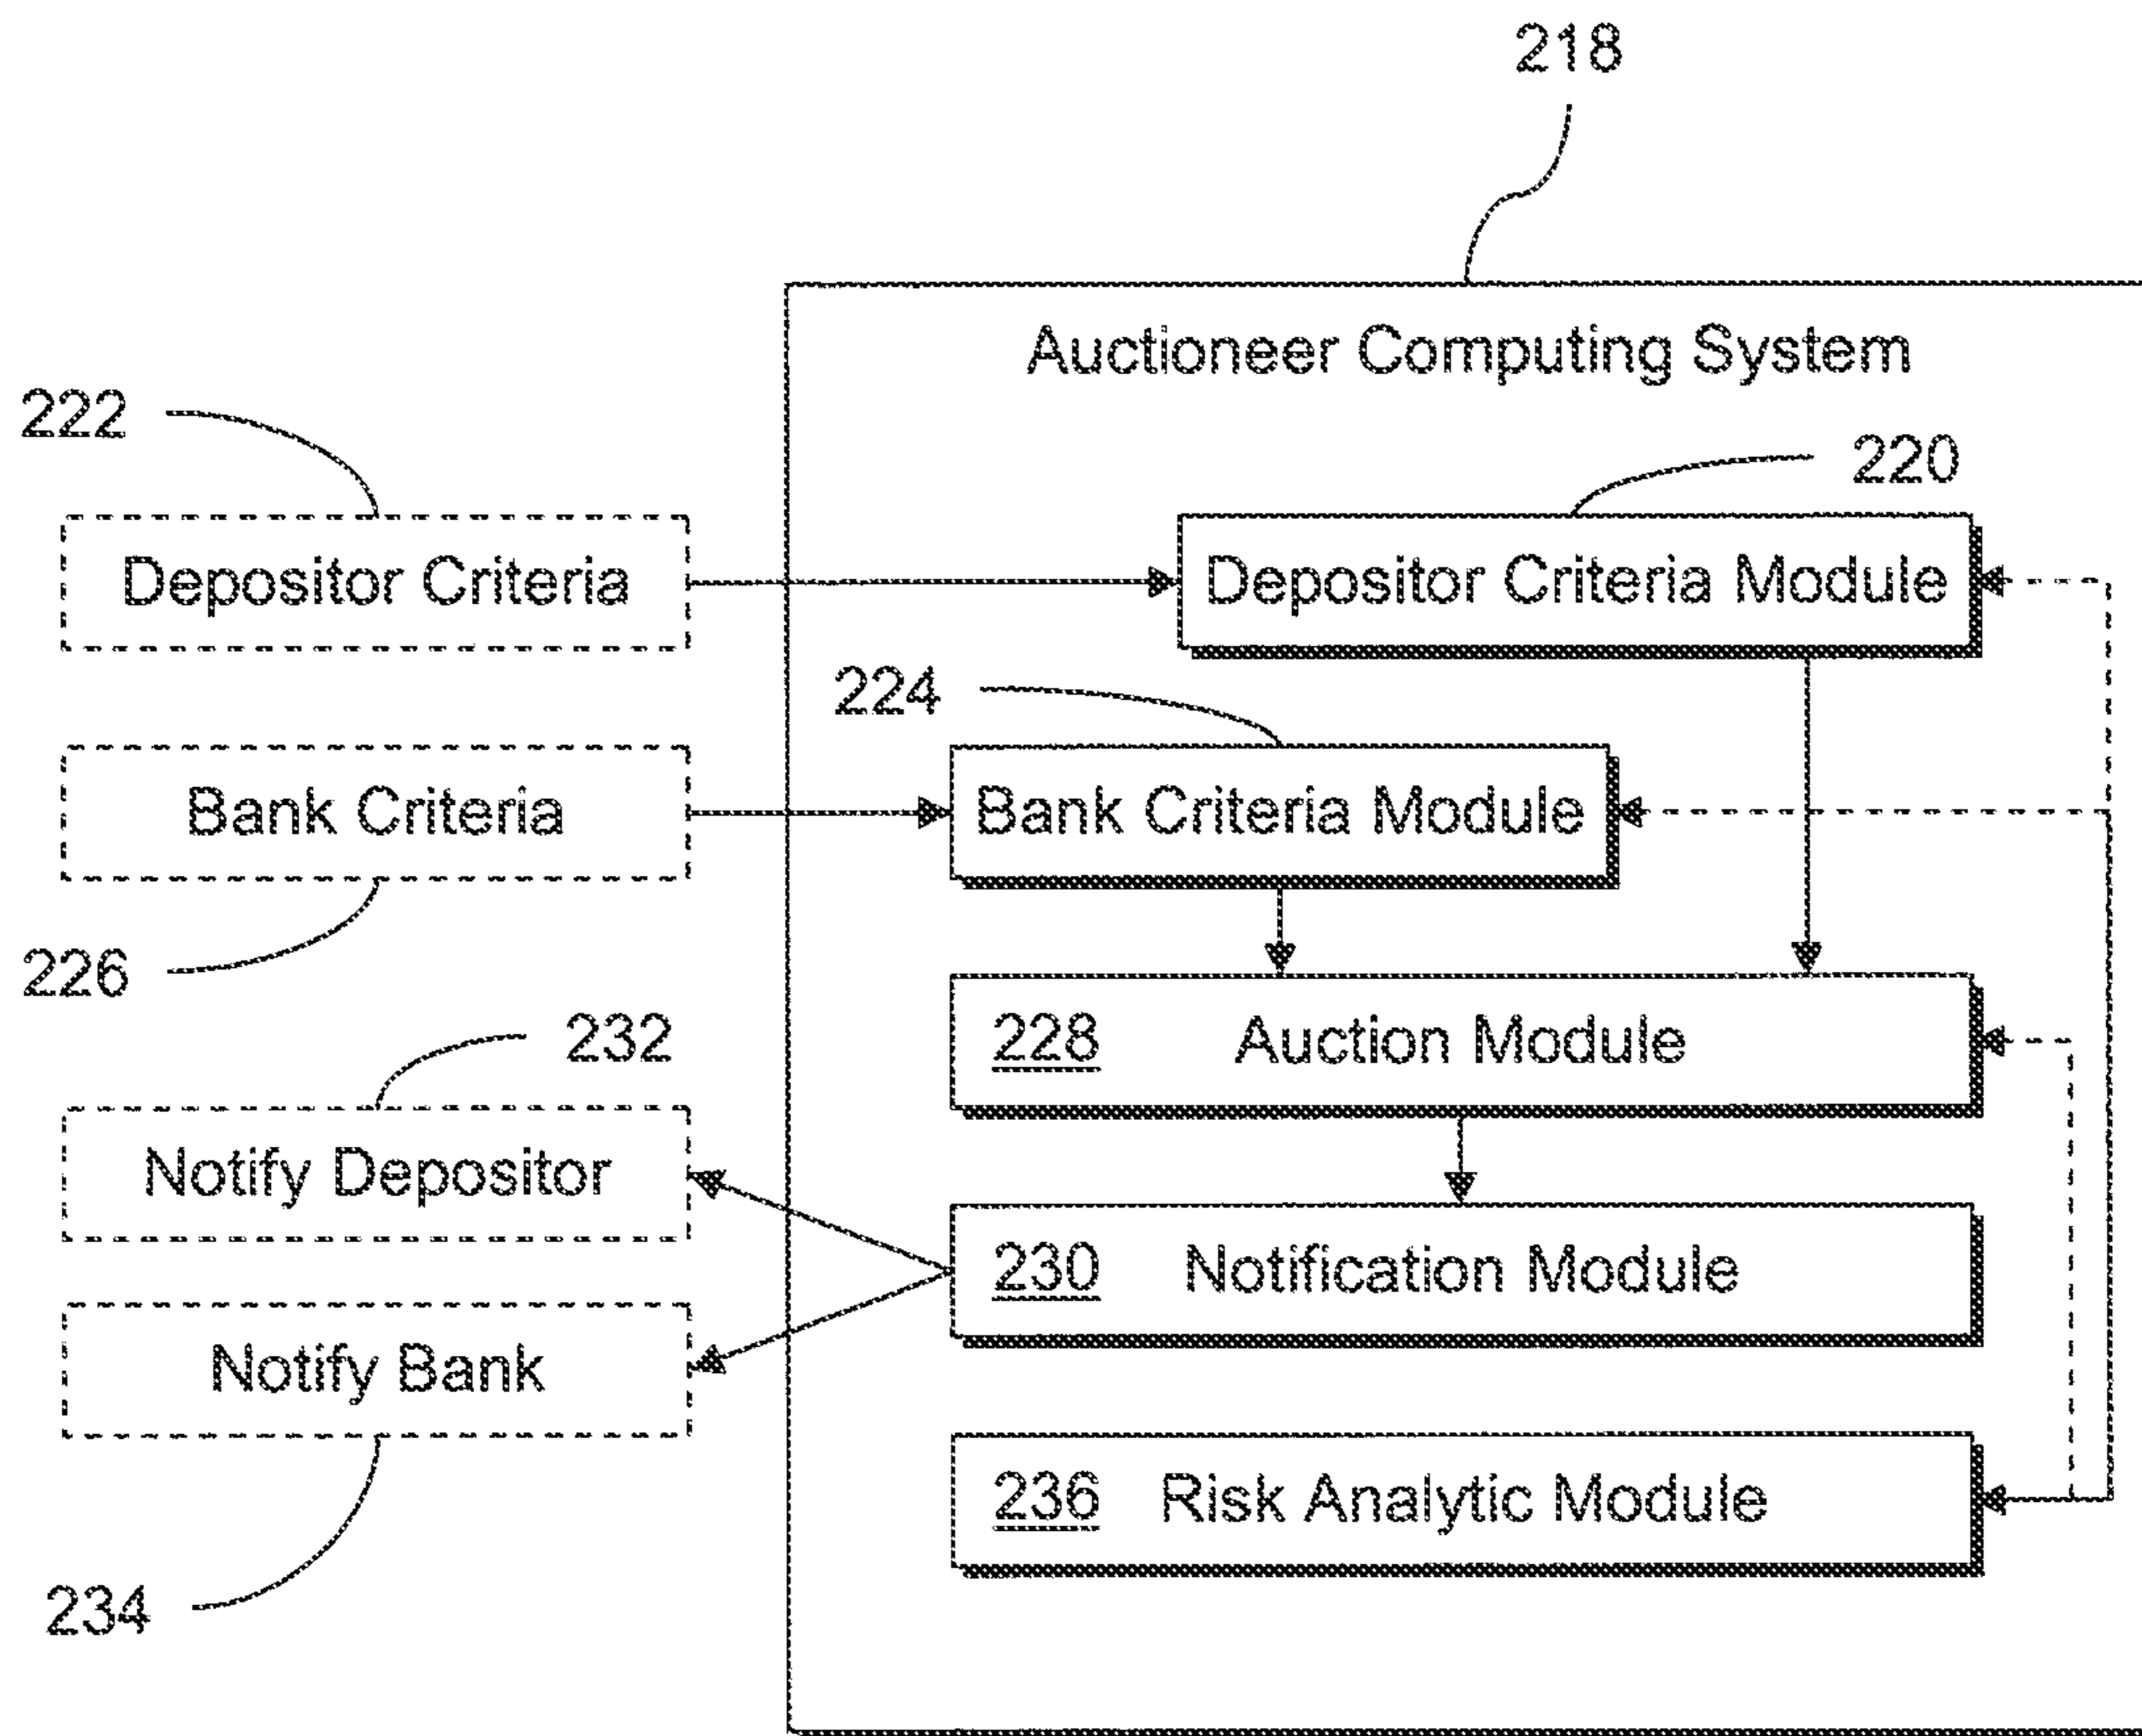 218
Auctioneer Computing System
222
220
Depositor Criteria
Depositor Criteria Module
224
Bank Criteria
Bank Criteria Module
226
228 Auction Module
232
Notify Depositor
230 Notification Module
Notify Bank
236 Risk Analytic Module
234